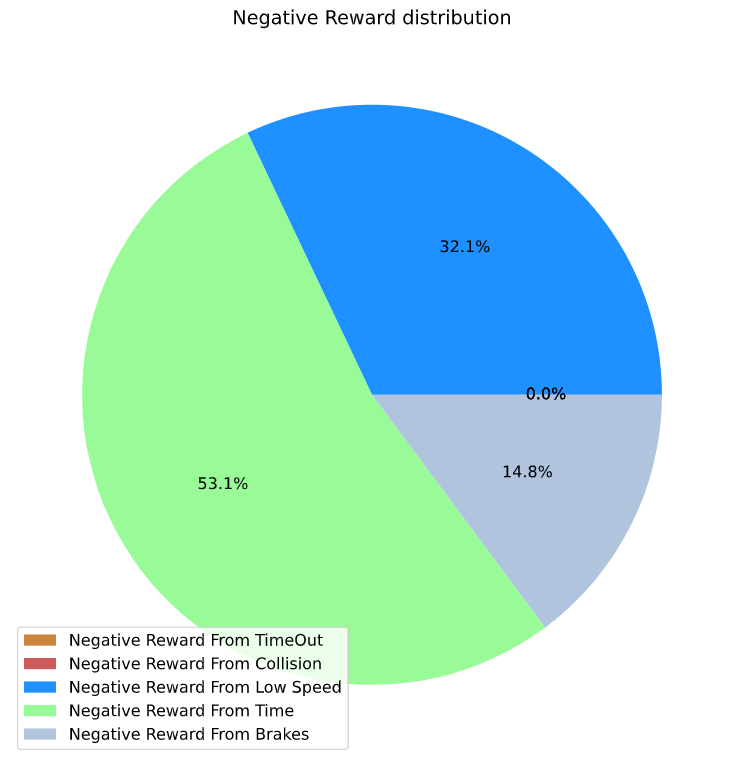 Negative Reward distribution
32.1%
0.0%
14.8%
53.1%
Negative Reward From TimeOut
Negative Reward From Collision
Negative Reward From Low Speed
Negative Reward From Time
Negative Reward From Brakes